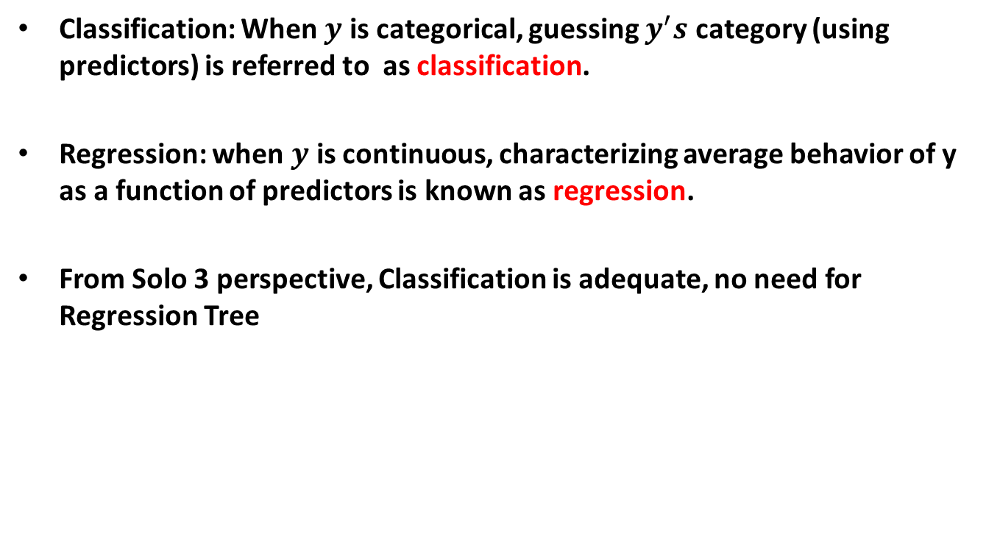 • Classification: When y is categorical, guessing y's category (using
predictors) is referred to  as classification.
• Regression: when y is continuous, characterizing average behavior of y
as a function of predictors is known as regression.
• From Solo 3 perspective, Classification is adequate, no need for
Regression Tree